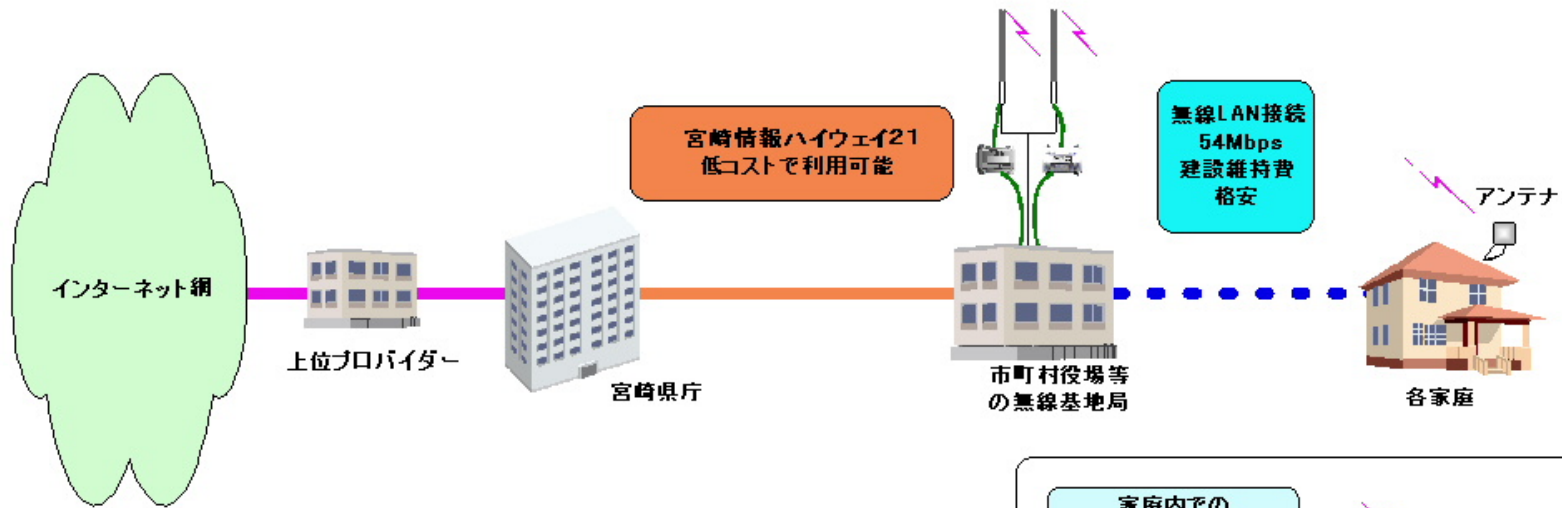 宮崎情報ハイウェイ21
低コストで利用可能
無線LAN接続
54Mbps
建設維持費
格安
アンテナ
インターネット網
上位プロバイダー
宮崎県庁
市町村役場等
の無線基地局
各家庭
家庭内での